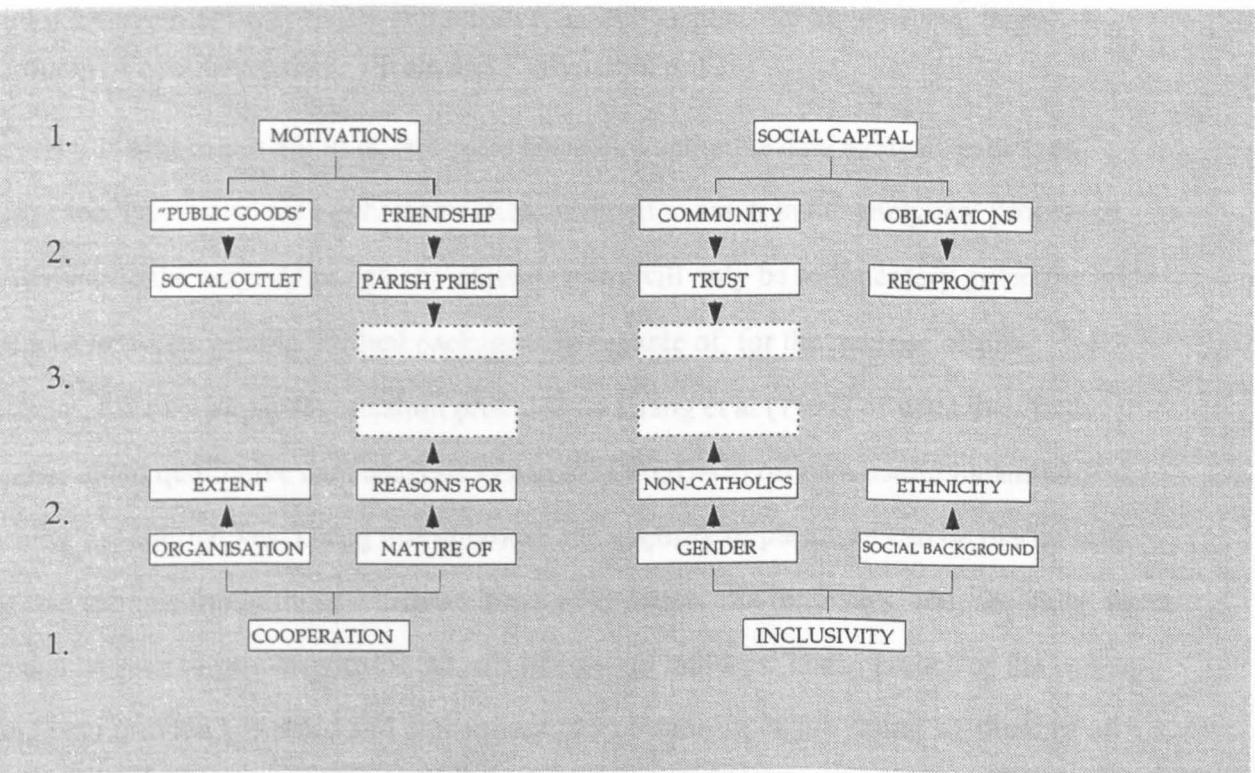 1. MOTIVATIONS SOCIAL CAPITAL
"PUBLIC GOODS" FRIENDSHIP COMMUNITY OBLIGATIONS
2.
SOCIAL OUTLET PARISH PRIEST TRUST RECIPROCITY
3.
EXTENT REASONS FOR NON-CATHOLICS ETHNICITY
2.
ORGANISATION NATURE OF GENDER SOCIAL BACKGROUND
1. COOPERATION INCLUSIVITY